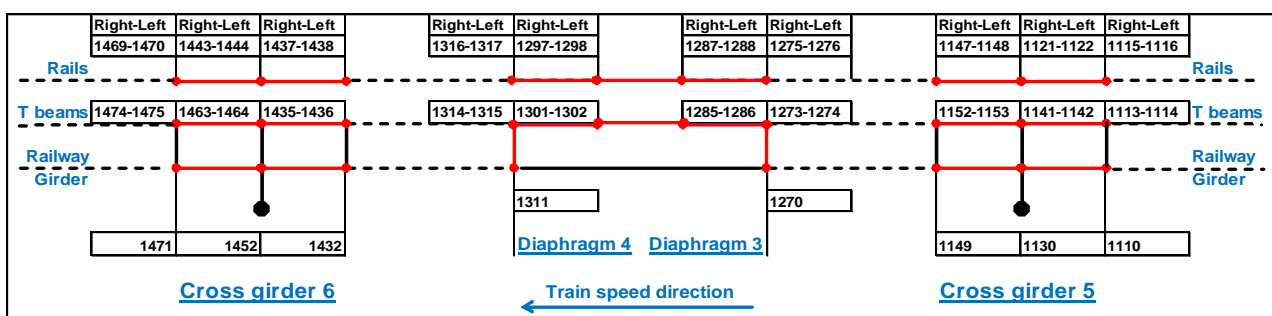 Right-Left Right-Left Right-Left Right-Left Right-Left Right-Left Right-Left Right-Left Right-Left Right-Left
1469-1470 1443-1444 1437-1438 1316-1317 1297-1298 1287-1288 1275-1276 1147-1148 1121-1122 1115-1116
Rails Rails
T beams 1474-1475 1463-1464 1435-1436 1314-1315 1301-1302 1285-1286 1273-1274 1152-1153 1141-1142 1113-1114 T beams
Railway Railway
Girder Girder
1311 1270
1471 1452 1432 Diaphragm 4 Diaphragm 3 1149 1130 1110
Cross girder 6 Train speed direction Cross girder 5